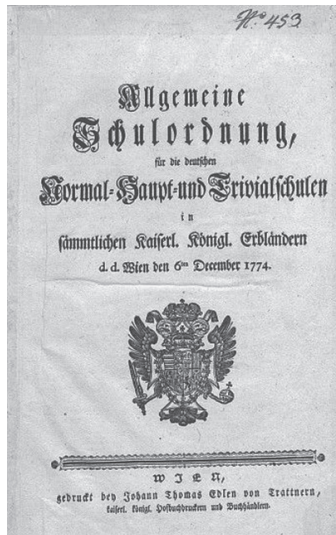 No. 453
Allgemeine
Schulordnung,
für die deutschen
Normal-Haupt-und Trivialschulen
in
sämmtlichen Kaiserl. Königl. Erbländern
d. d. Wien den 6ten December 1774.
WIEN,
gedruckt bey Johann Thomas Edlen von Trattnern,
kaiserl. königl. Hofbuchdruckern und Buchhändlern.